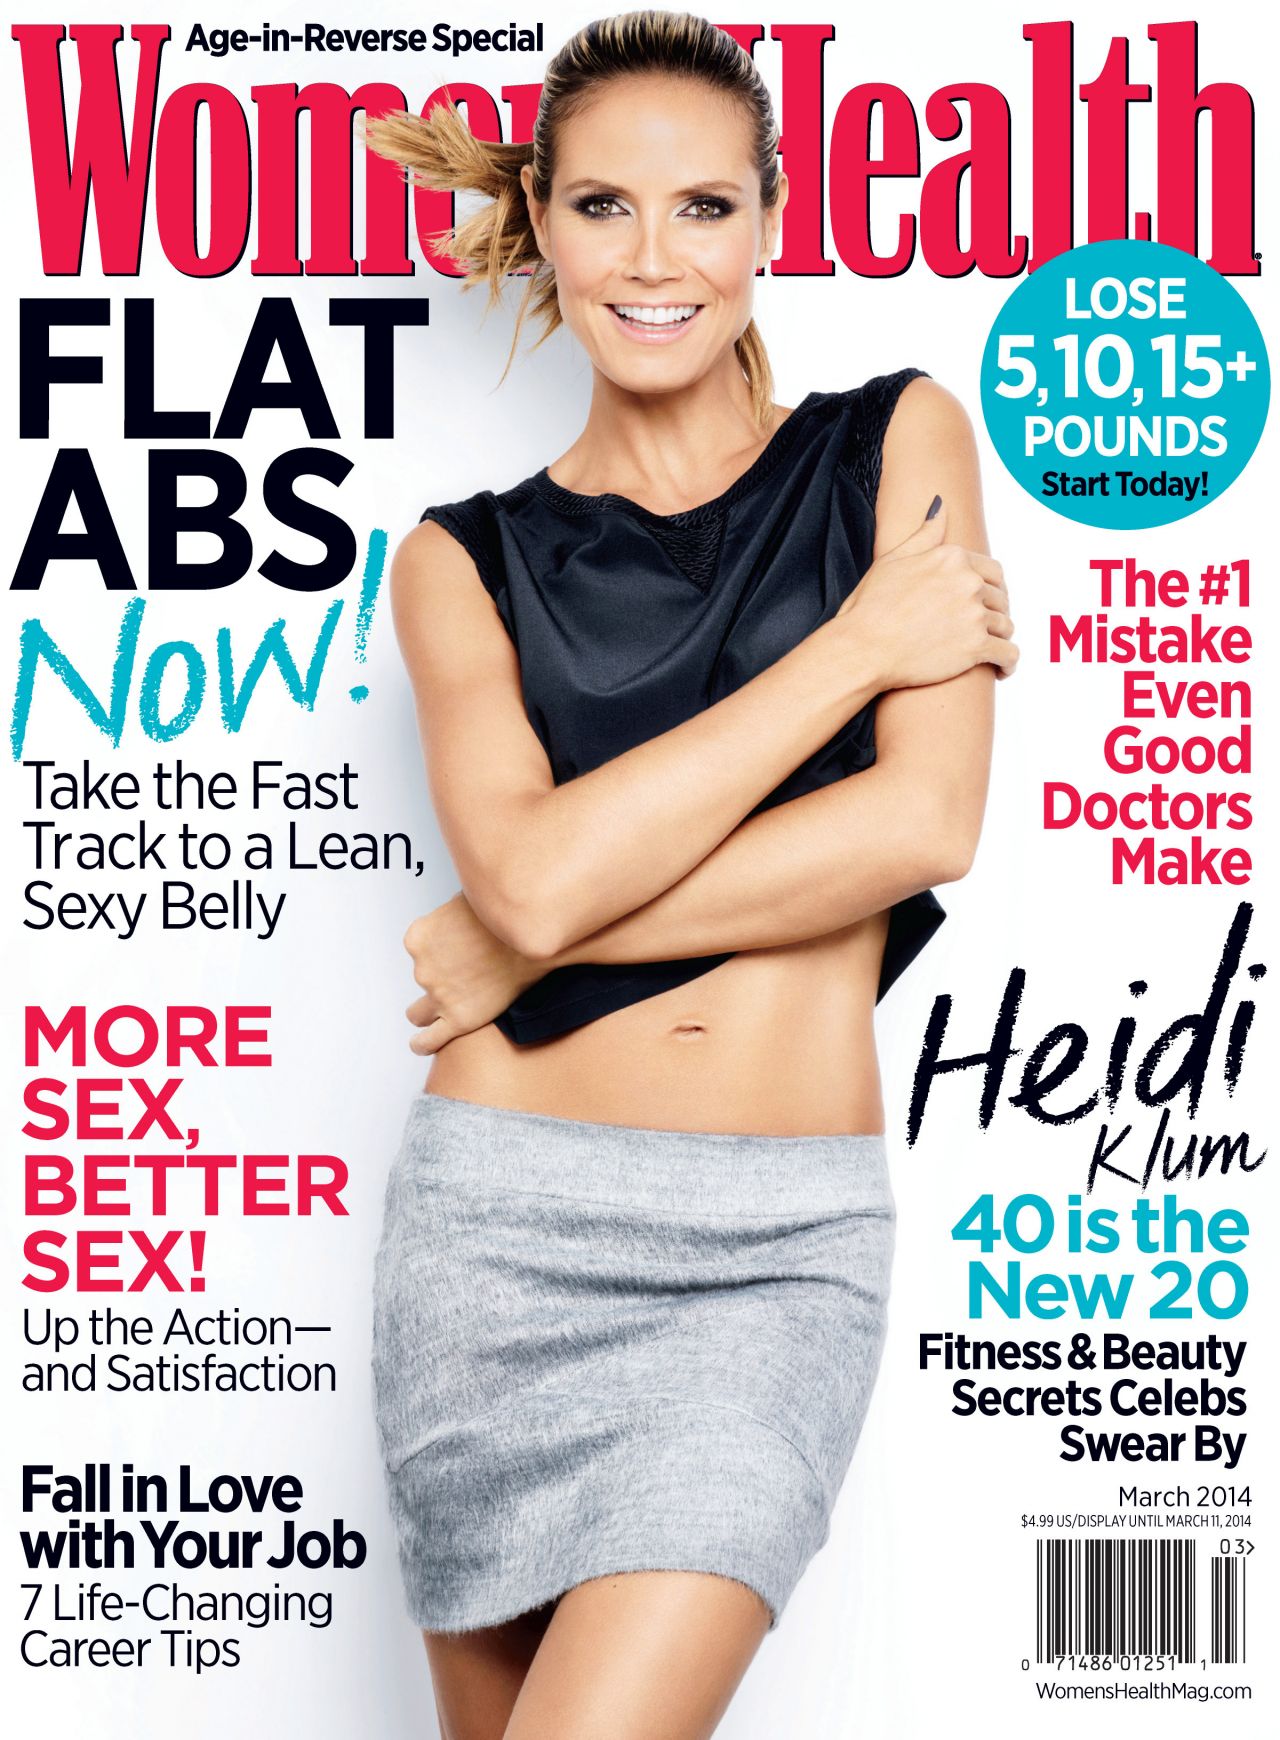 Age-in-Reverse Special
Women's Health
FLAT
ABS
Now!
Take the Fast
Track to a Lean,
Sexy Belly
MORE
SEX,
BETTER
SEX!
Up the Action—
and Satisfaction
Fall in Love
with Your Job
7 Life-Changing
Career Tips
LOSE
5, 10, 15+
POUNDS
Start Today!
The #1
Mistake
Even
Good
Doctors
Make
Heidi
Klum
40 is the
New 20
Fitness & Beauty
Secrets Celebs
Swear By
March 2014
$4.99 US/DISPLAY UNTIL MARCH 11, 2014
03>
0 71486 01251 1
WomensHealthMag.com